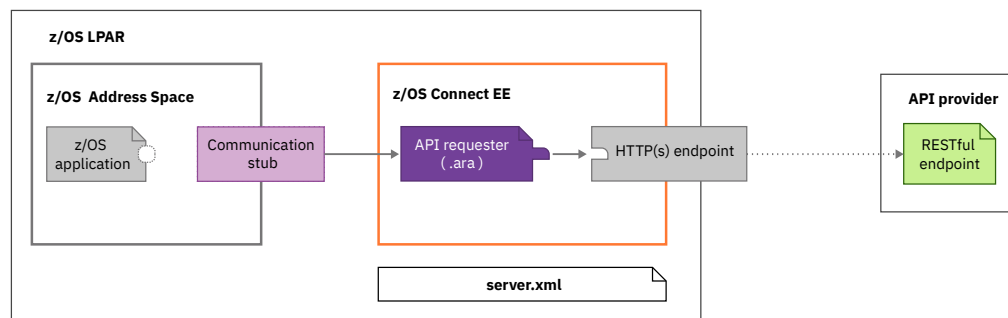 z/OS LPAR
z/OS Address Space
z/OS Connect EE
API provider
z/OS
application
Communication
stub
API requester
( .ara )
HTTP(s) endpoint
RESTful
endpoint
server.xml